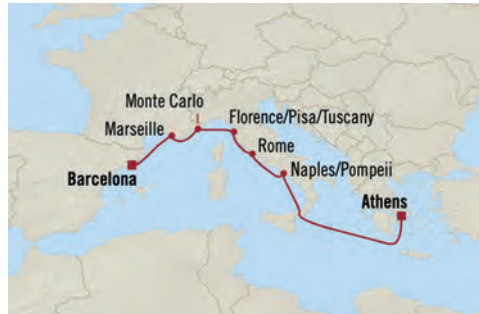 Monte Carlo
Florence/Pisa/Tuscany
Marseille
Rome
Naples/Pompeii
Barcelona
Athens